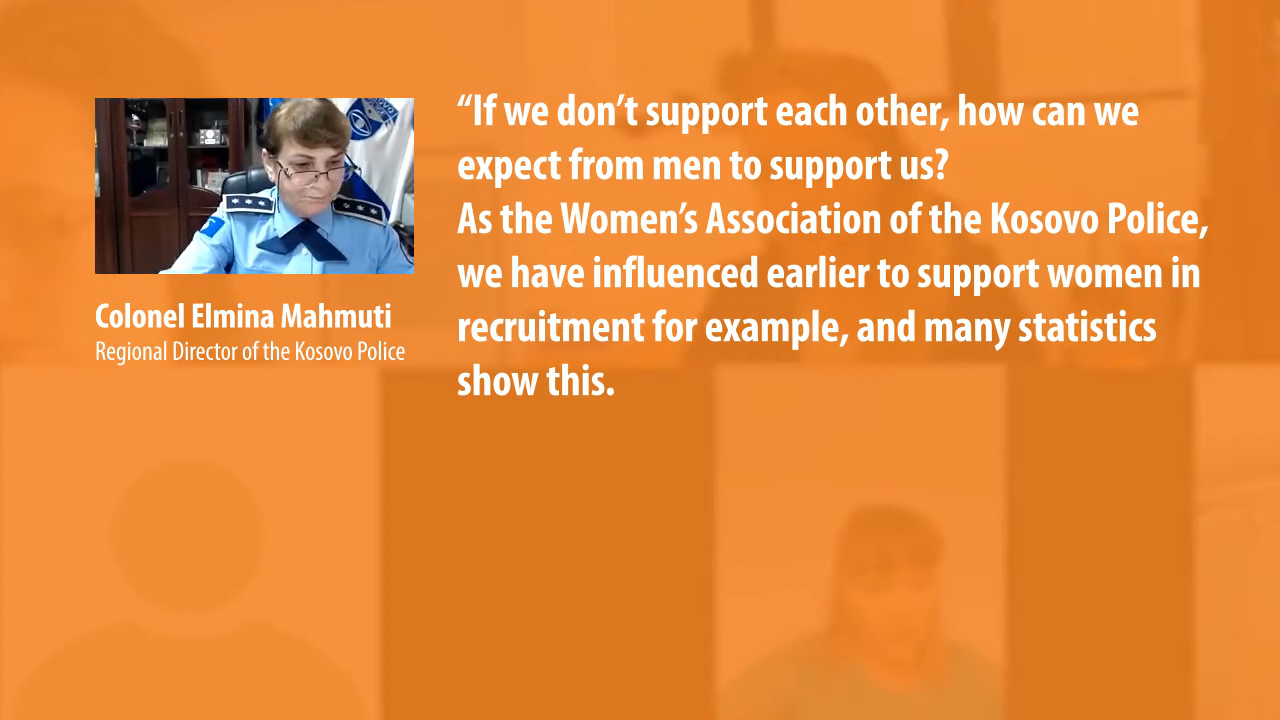 Colonel Elmina Mahmuti
Regional Director of the Kosovo Police
“If we don’t support each other, how can we
expect from men to support us?
As the Women’s Association of the Kosovo Police,
we have influenced earlier to support women in
recruitment for example, and many statistics
show this.